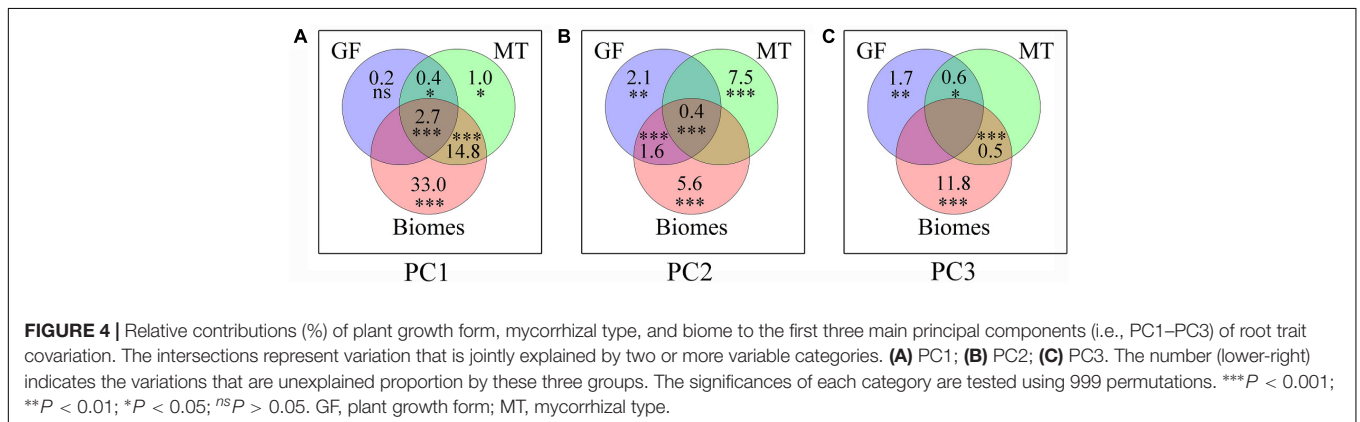 A
GF
MT
0.2
ns
0.4
*
1.0
*
2.7
***
***
14.8
33.0
***
Biomes
PC1
B
GF
MT
2.1
**
7.5
***
0.4
***
***
1.6
5.6
***
Biomes
PC2
C
GF
MT
1.7
**
0.6
*
***
0.5
11.8
***
Biomes
PC3
FIGURE 4 | Relative contributions (%) of plant growth form, mycorrhizal type, and biome to the first three main principal components (i.e., PC1–PC3) of root trait
covariation. The intersections represent variation that is jointly explained by two or more variable categories. (A) PC1; (B) PC2; (C) PC3. The number (lower-right)
indicates the variations that are unexplained proportion by these three groups. The significances of each category are tested using 999 permutations. ***P < 0.001;
**P < 0.01; *P < 0.05; nsP > 0.05. GF, plant growth form; MT, mycorrhizal type.